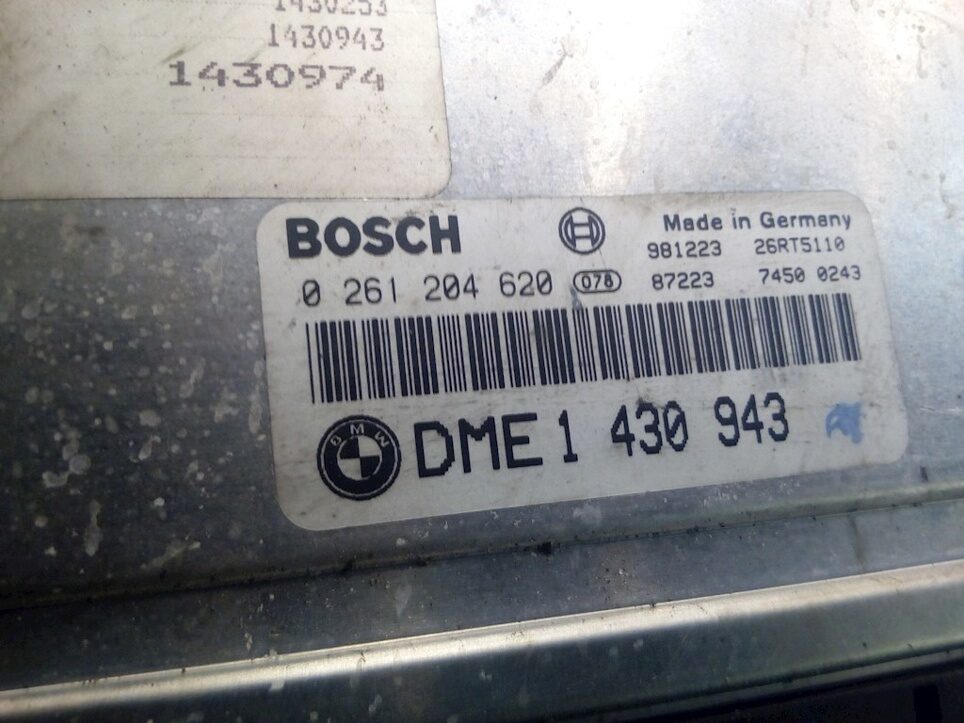 1430253
1430943
1430974
BOSCH
Made in Germany
981223 26RT5110
0 261 204 620 078 87223 7450 0243
BMW DME 1 430 943